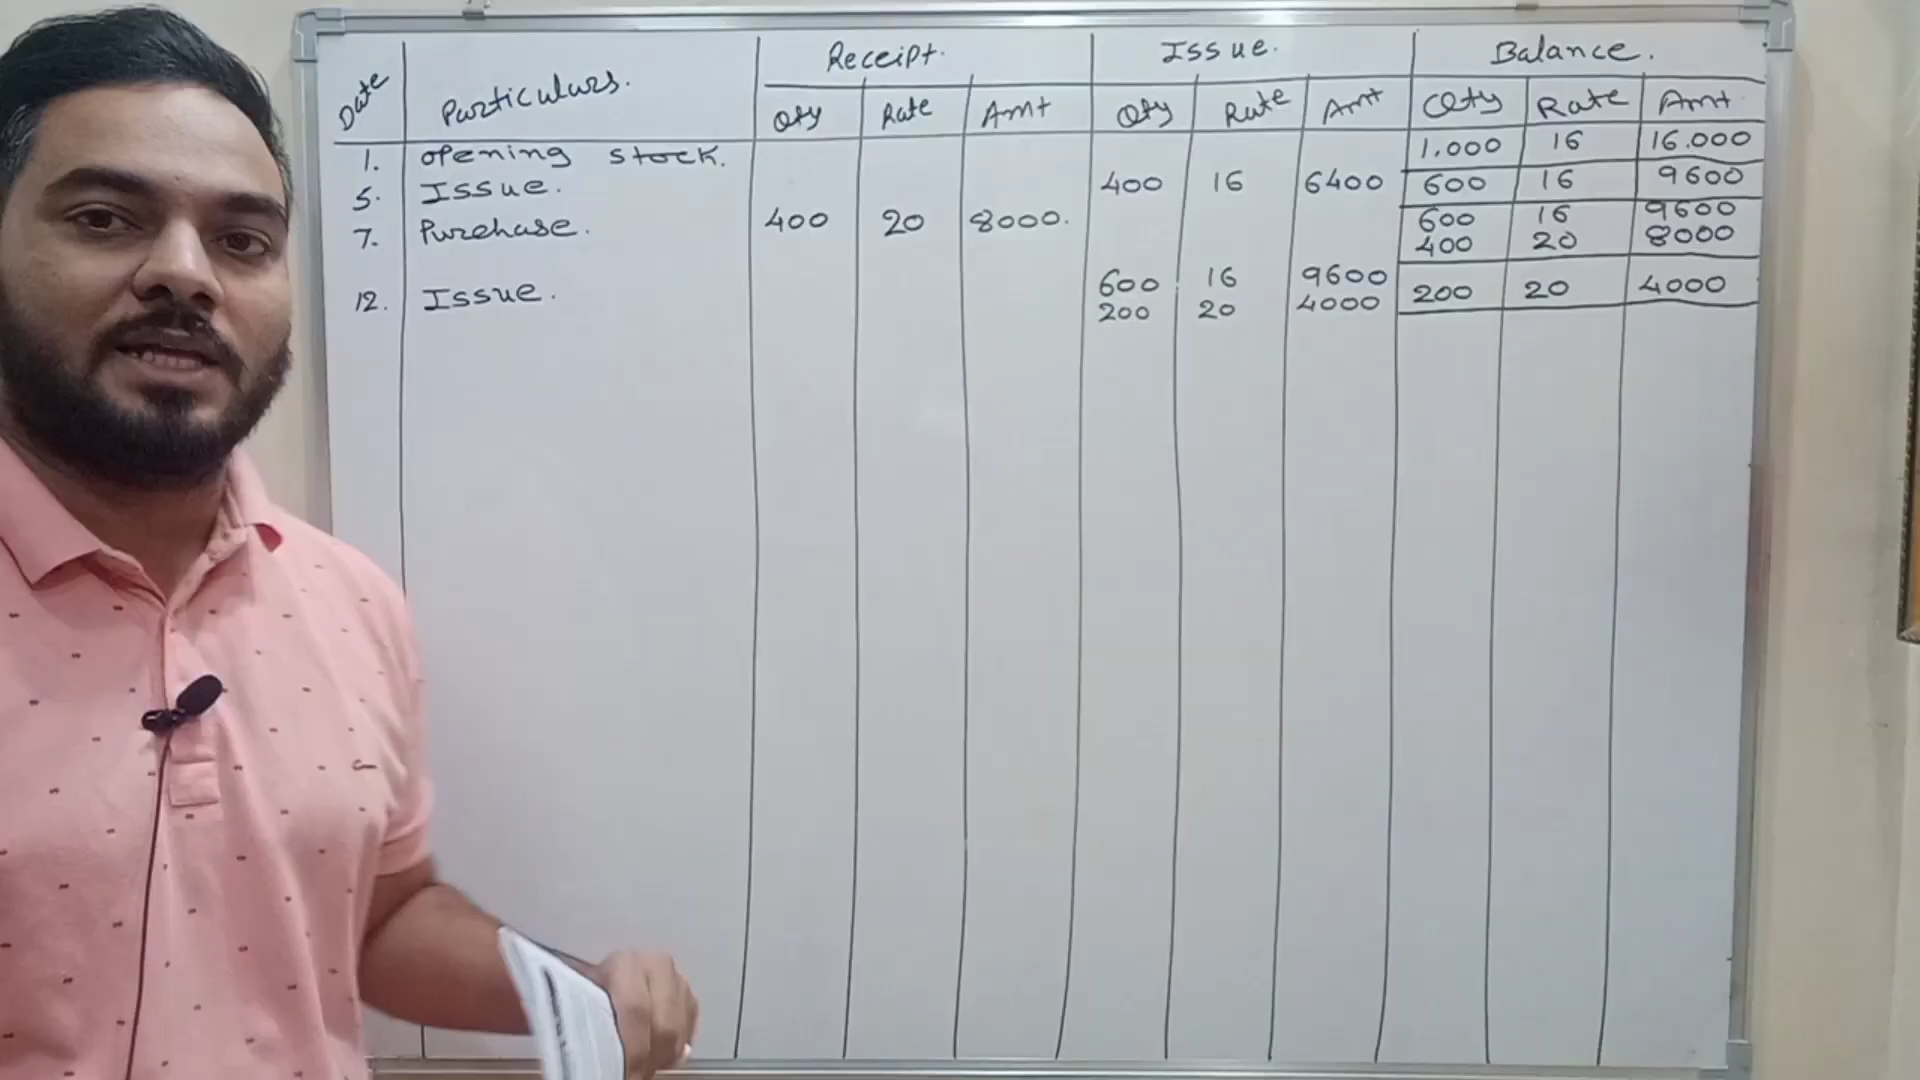 Date Particulars. Receipt. Issue. Balance.
Qty Rate Amt Qty Rate Amt Qty Rate Amt
1. opening stock. 1.000 16 16.000
5. Issue. 400 16 6400 600 16 9600
7. Purchase. 400 20 8000. 600 16 9600
400 20 8000
12. Issue. 600 16 9600 200 20 4000
200 20 4000